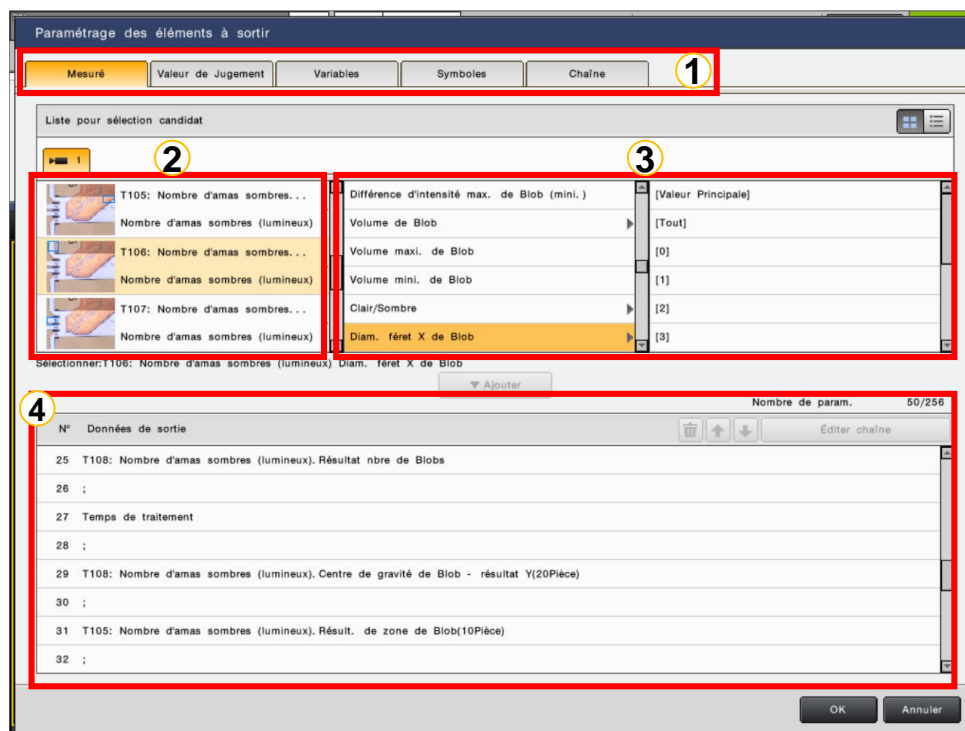 Paramétrage des éléments à sortir
Mesuré Valeur de Jugement Variables Symboles Chaîne 1
Liste pour sélection candidat
1 2 3
T105: Nombre d'amas sombres...
Nombre d'amas sombres (lumineux)
T106: Nombre d'amas sombres...
Nombre d'amas sombres (lumineux)
T107: Nombre d'amas sombres...
Nombre d'amas sombres (lumineux)
Différence d'intensité max. de Blob (mini.)
Volume de Blob
Volume maxi. de Blob
Volume mini. de Blob
Clair/Sombre
Diam. féret X de Blob
[Valeur Principale]
[Tout]
[0]
[1]
[2]
[3]
Sélectionner:T106: Nombre d'amas sombres (lumineux) Diam. féret X de Blob
▼ Ajouter
4 Nombre de param. 50/256
N° Données de sortie Éditer chaîne
25 T108: Nombre d'amas sombres (lumineux). Résultat nbre de Blobs
26 ;
27 Temps de traitement
28 ;
29 T108: Nombre d'amas sombres (lumineux). Centre de gravité de Blob - résultat Y(20Pièce)
30 ;
31 T105: Nombre d'amas sombres (lumineux). Résult. de zone de Blob(10Pièce)
32 ;
OK Annuler